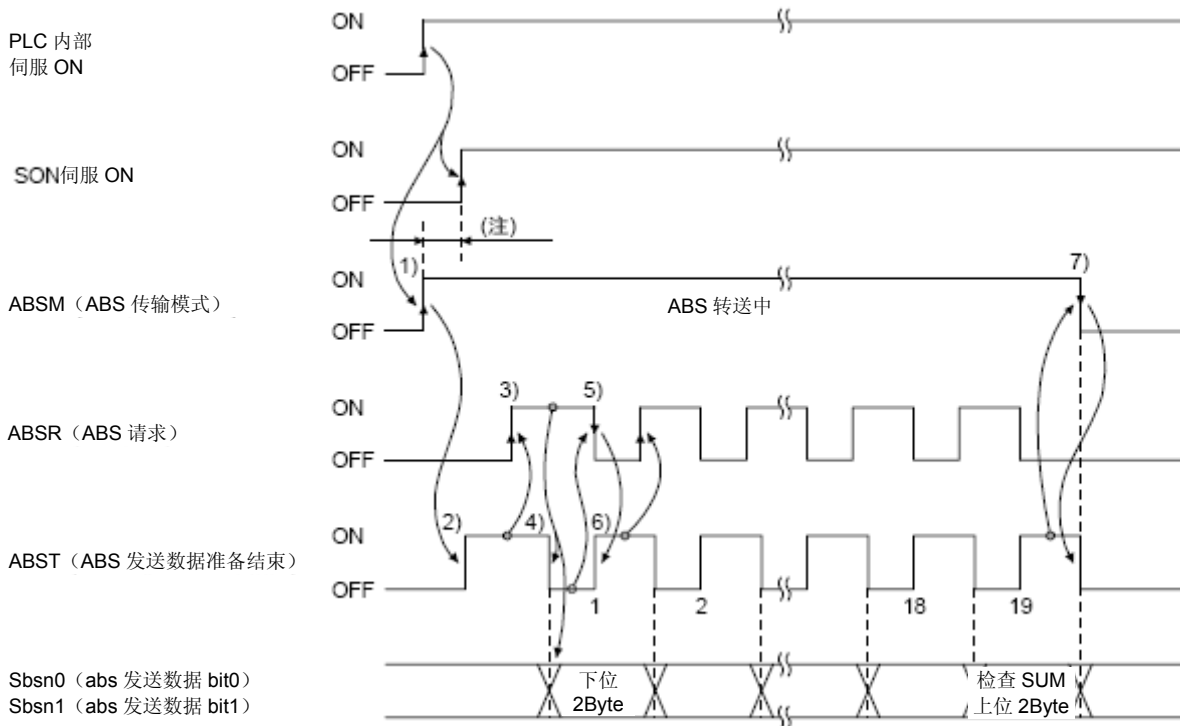 PLC 内部
伺服 ON
ON
OFF
SON伺服 ON
ON
OFF
(注)
ABSM（ABS 传输模式）
ON
OFF
1)
ABS 转送中
7)
ABSR（ABS 请求）
ON
OFF
3)
5)
ABST（ABS 发送数据准备结束）
ON
OFF
2)
4)
6)
1
2
18
19
Sbsn0（abs 发送数据 bit0）
Sbsn1（abs 发送数据 bit1）
下位
2Byte
检查 SUM
上位 2Byte